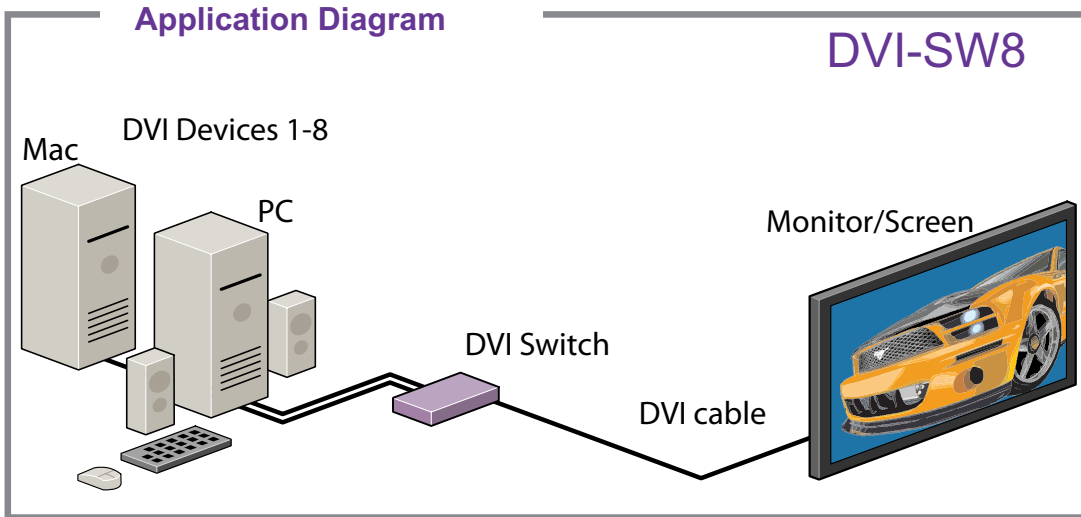 Application Diagram
DVI-SW8
DVI Devices 1-8
Mac
PC
Monitor/Screen
DVI Switch
DVI cable